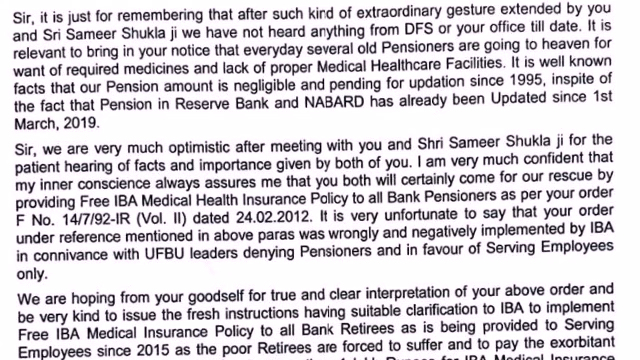 Sir, it is just for remembering that after such kind of extraordinary gesture extended by you
and Sri Sameer Shukla ji we have not heard anything from DFS or your office till date. It is
relevant to bring in your notice that everyday several old Pensioners are going to heaven for
want of required medicines and lack of proper Medical Healthcare Facilities. It is well known
facts that our Pension amount is negligible and pending for updation since 1995, inspite of
the fact that Pension in Reserve Bank and NABARD has already been Updated since 1st
March, 2019.
Sir, we are very much optimistic after meeting with you and Shri Sameer Shukla ji for the
patient hearing of facts and importance given by both of you. I am very much confident that
my inner conscience always assures me that you both will certainly come for our rescue by
providing Free IBA Medical Health Insurance Policy to all Bank Pensioners as per your order
F No. 14/7/92-IR (Vol. II) dated 24.02.2012. It is very unfortunate to say that your order
under reference mentioned in above paras was wrongly and negatively implemented by IBA
in connivance with UFBU leaders denying Pensioners and in favour of Serving Employees
only.
We are hoping from your goodself for true and clear interpretation of your above order and
be very kind to issue the fresh instructions having suitable clarification to IBA to implement
Free IBA Medical Insurance Policy to all Bank Retirees as is being provided to Serving
Employees since 2015 as the poor Retirees are forced to suffer and to pay the exorbitant
IBA Medical Insurance